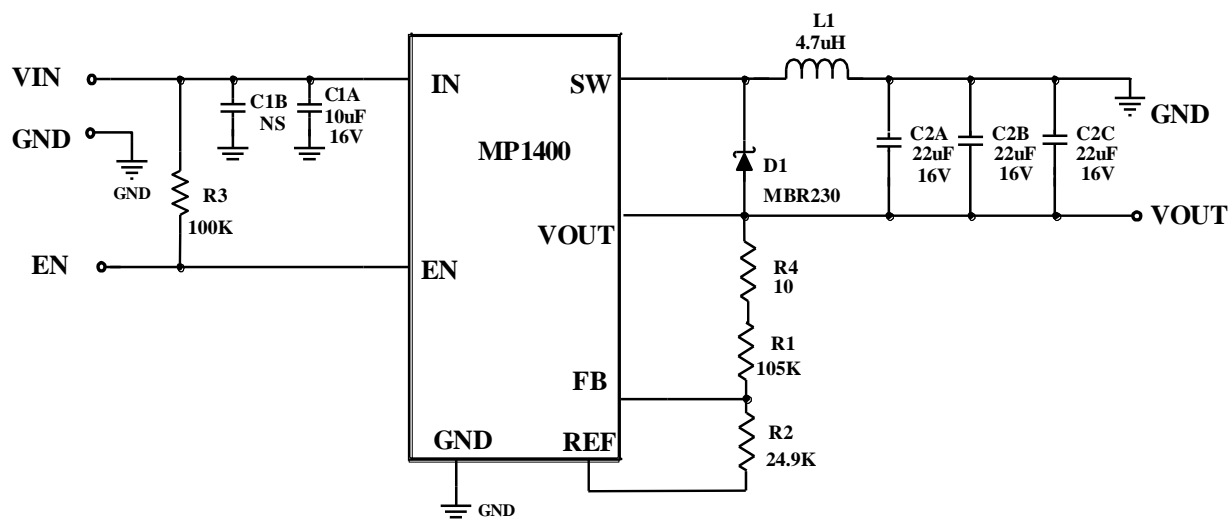 L1
4.7uH
VIN
IN
SW
C1B
NS
C1A
10uF
16V
GND
GND
GND
MP1400
C2A
22uF
16V
C2B
22uF
16V
C2C
22uF
16V
R3
100K
D1
MBR230
VOUT
VOUT
EN
EN
R4
10
R1
105K
FB
R2
24.9K
GND
REF
GND